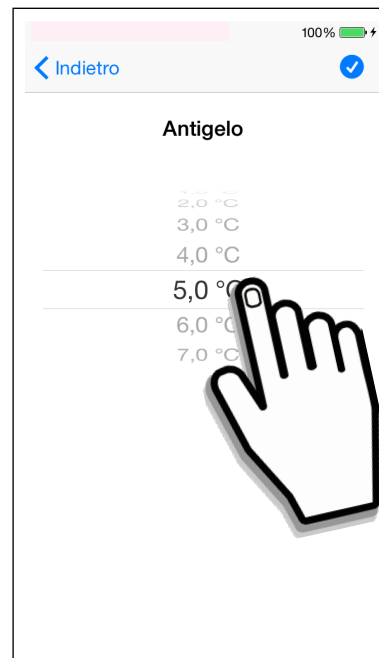 100%
Indietro
Antigelo
2,0 °C
3,0 °C
4,0 °C
5,0 °C
6,0 °C
7,0 °C